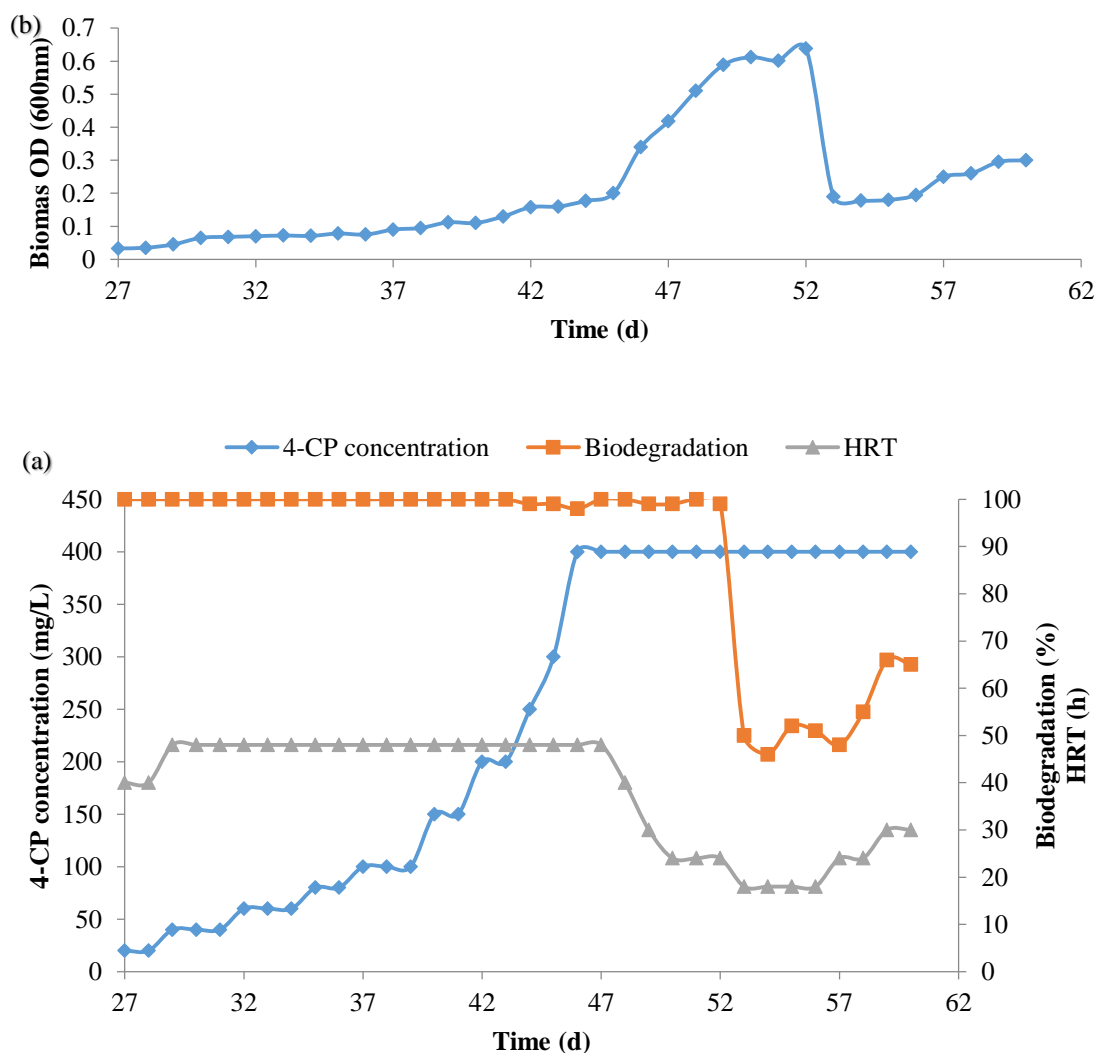 (b)
Biomas OD (600nm)
0.7
0.6
0.5
0.4
0.3
0.2
0.1
0
27 32 37 42 47 52 57 62
Time (d)
4-CP concentration Biodegradation HRT
(a)
4-CP concentration (mg/L)
450
400
350
300
250
200
150
100
50
0
100
90
80
70
60
50
40
30
20
10
0
Biodegradation (%)
HRT (h)
27 32 37 42 47 52 57 62
Time (d)